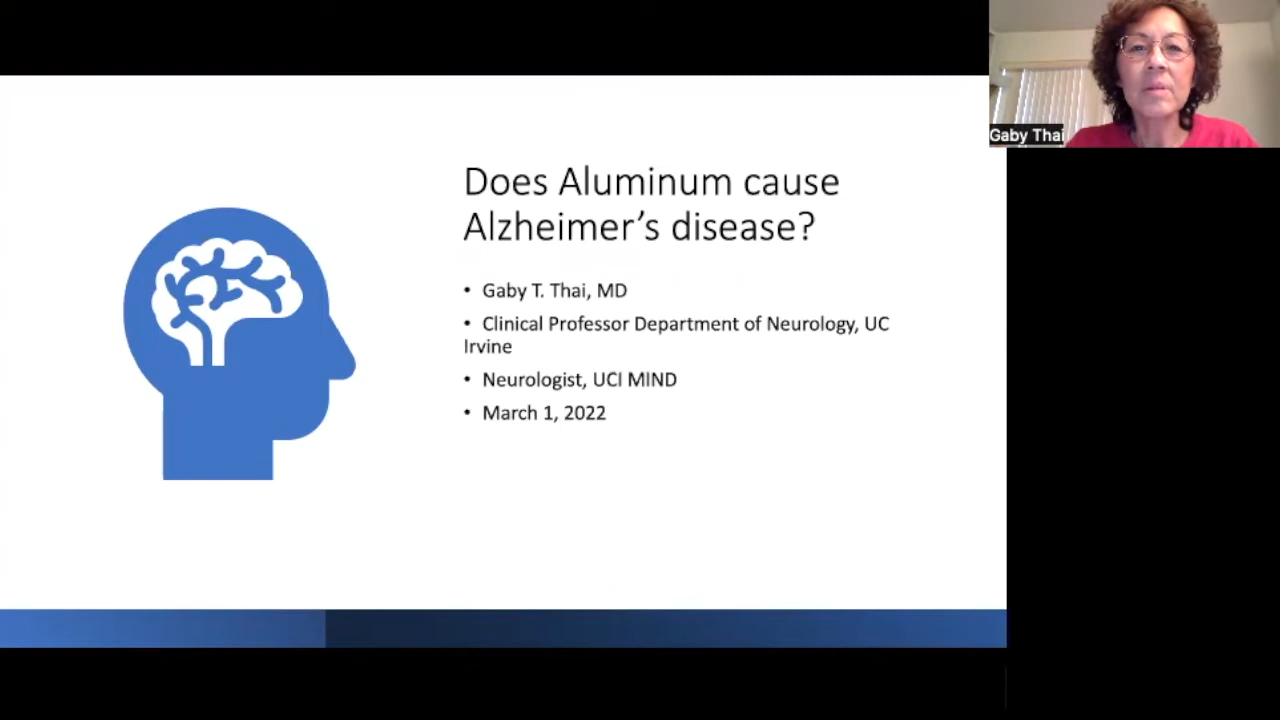 Does Aluminum cause
Alzheimer's disease?
• Gaby T. Thai, MD
• Clinical Professor Department of Neurology, UC
Irvine
• Neurologist, UCI MIND
• March 1, 2022
Gaby Thai